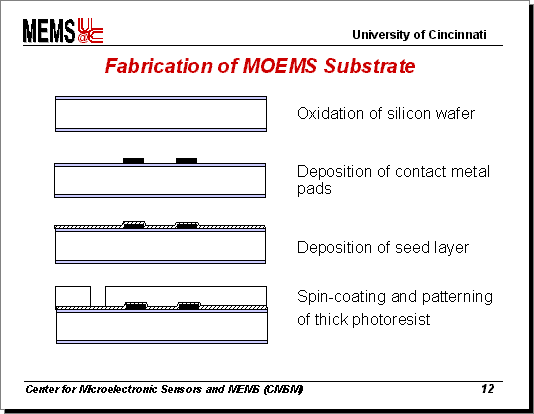 MEMS U@C
University of Cincinnati
Fabrication of MOEMS Substrate
Oxidation of silicon wafer
Deposition of contact metal
pads
Deposition of seed layer
Spin-coating and patterning
of thick photoresist
Center for Microelectronic Sensors and MEMS (CMSM)
12